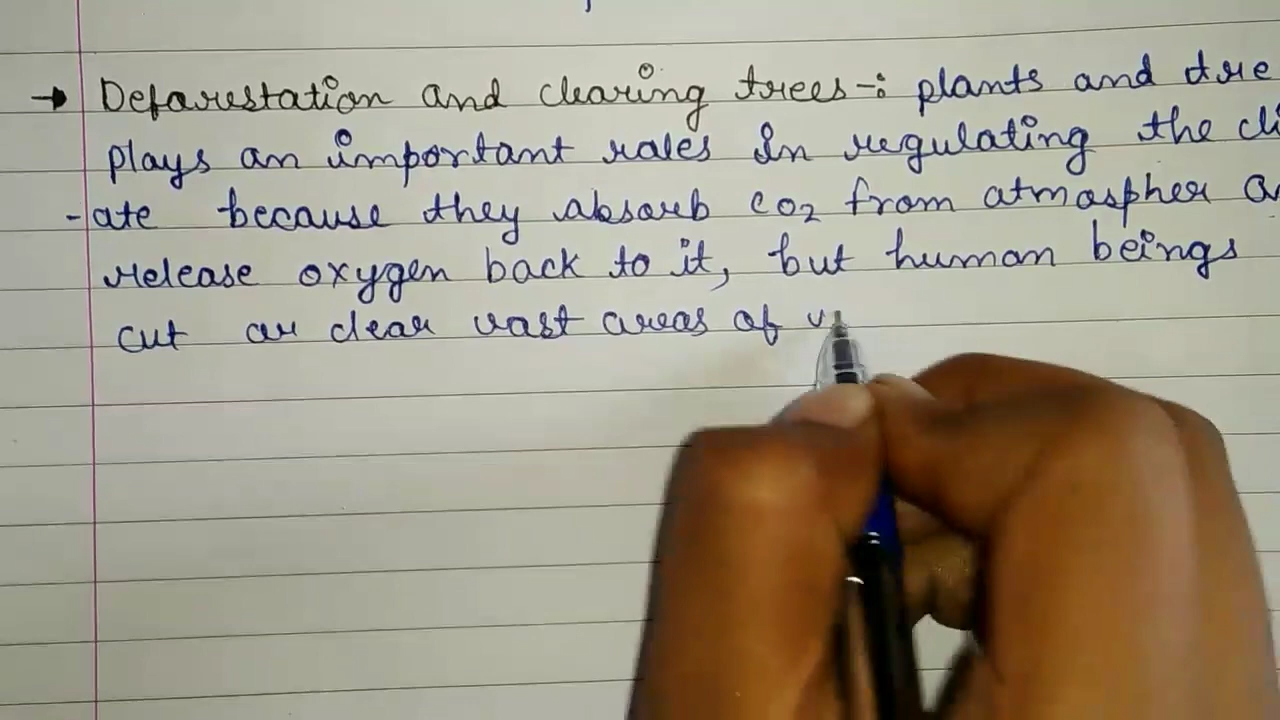 → Deforestation and clearing trees-: plants and tree
plays an important roles In regulating the cli
-ate because they absorb CO2 from atmospher a
release oxygen back to it, but human beings
cut or clear vast areas of